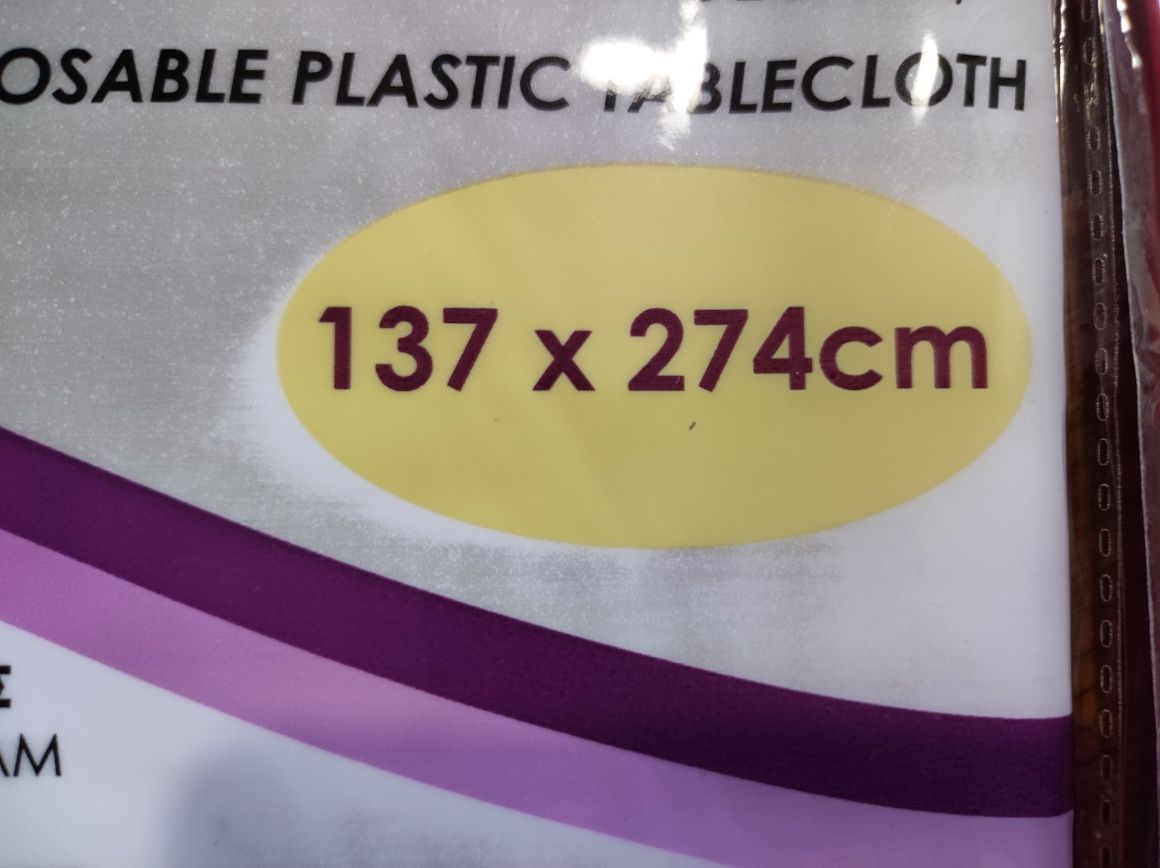 OSABLE PLASTIC TABLECLOTH
137 x 274cm
Σ
AM